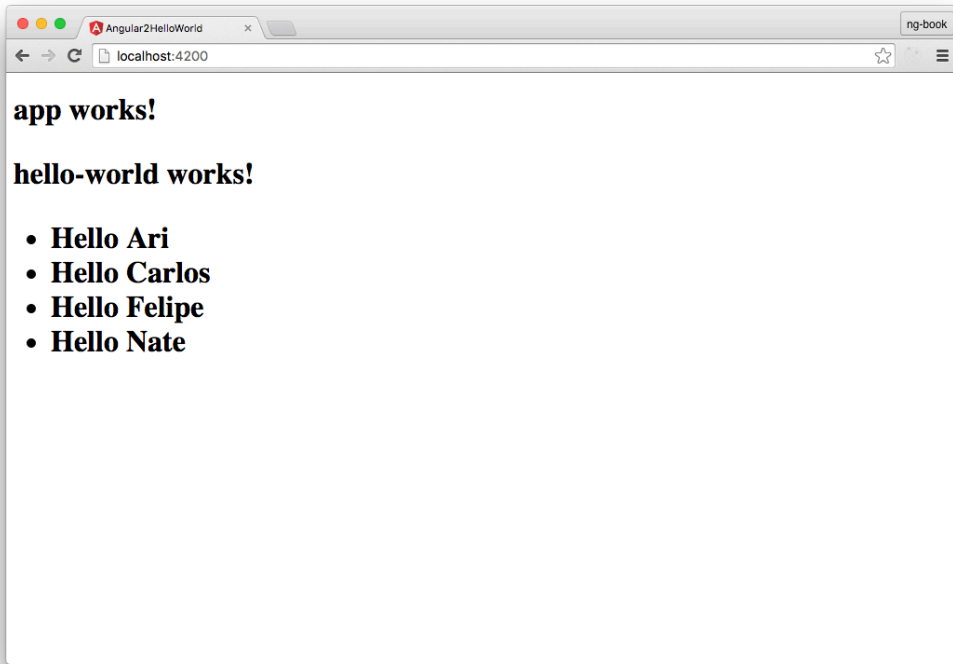 Angular2HelloWorld
ng-book
localhost:4200
app works!
hello-world works!
Hello Ari
Hello Carlos
Hello Felipe
Hello Nate